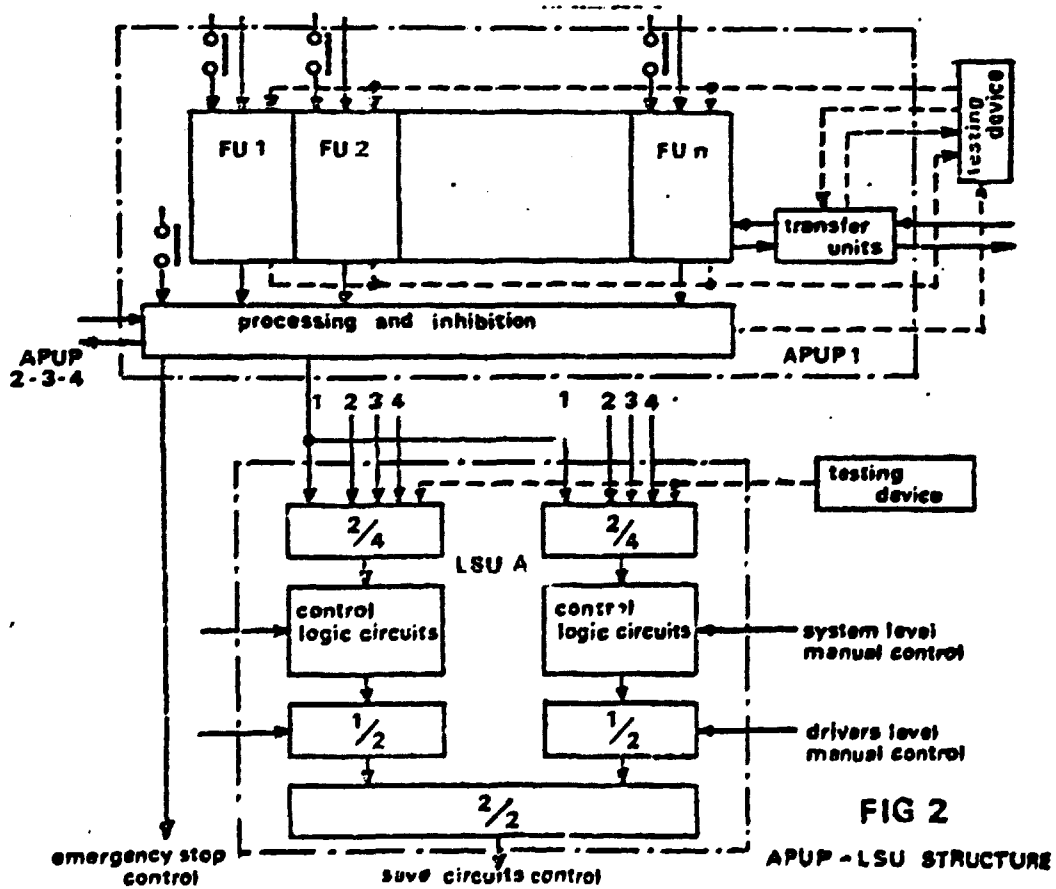 FU 1 FU 2 FU n
testing device
transfer units
processing and inhibition
APUP 2-3-4
APUP 1
1 2 3 4 1 2 3 4
testing device
2/4 2/4
LSU A
control logic circuits
control logic circuits
system level manual control
1/2 1/2
drivers level manual control
2/2
FIG 2
emergency stop control
save circuits control
APUP - LSU STRUCTURE